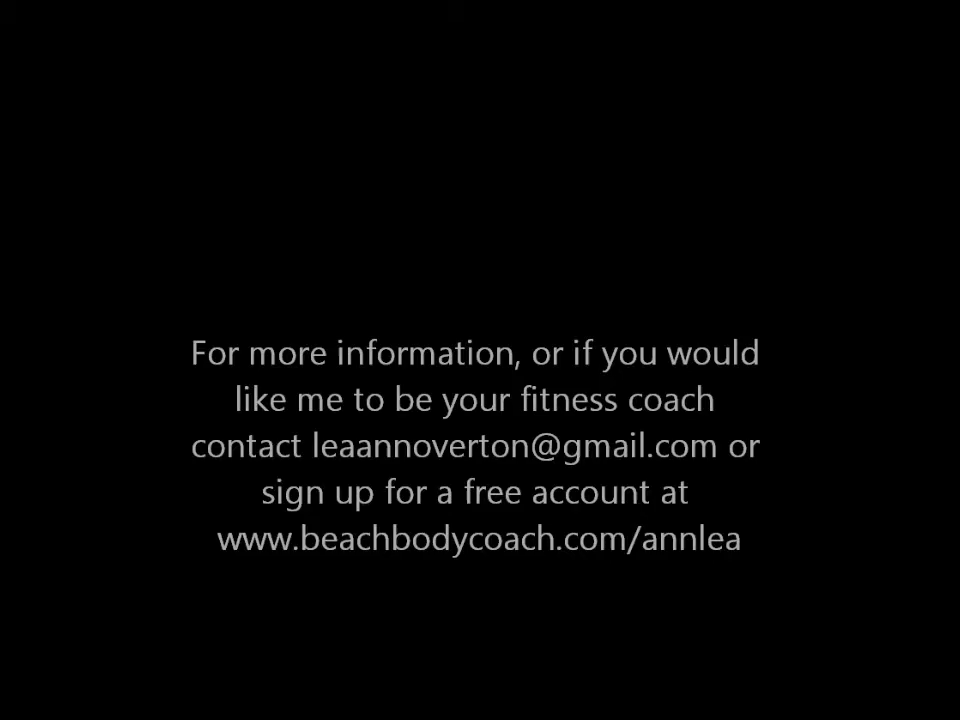 For more information, or if you would
like me to be your fitness coach
contact leaannoverton@gmail.com or
sign up for a free account at
www.beachbodycoach.com/annlea